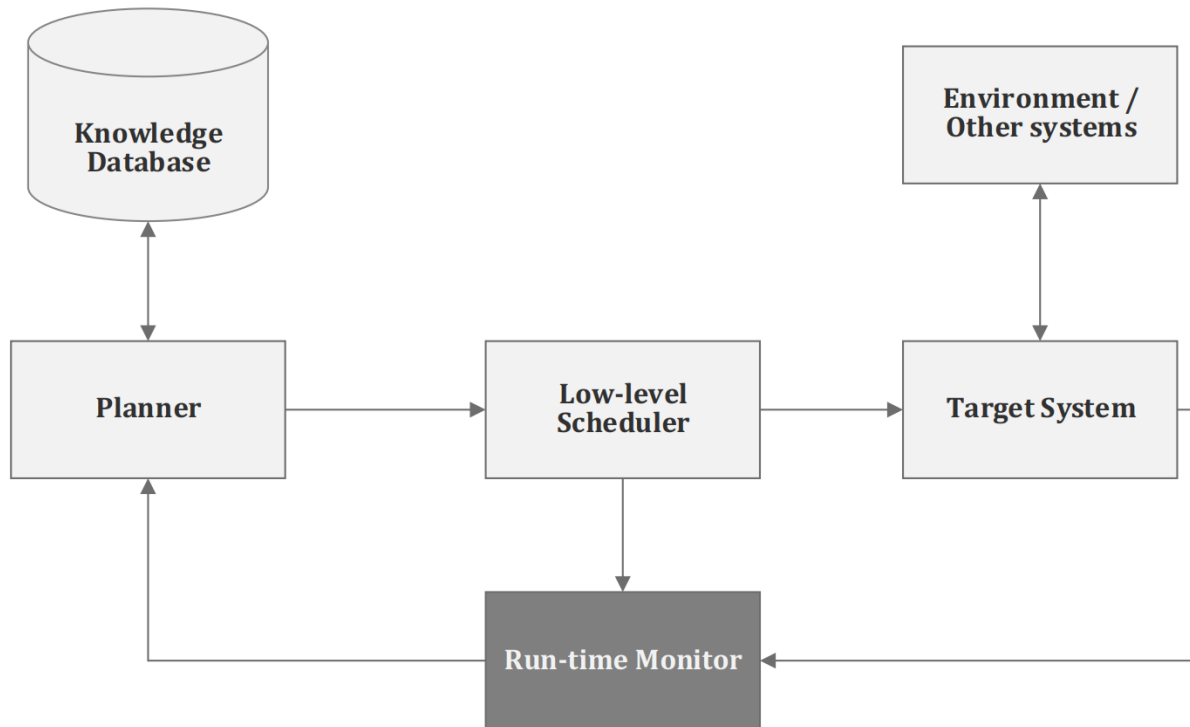 Knowledge
Database
Environment /
Other systems
Planner
Low-level
Scheduler
Target System
Run-time Monitor